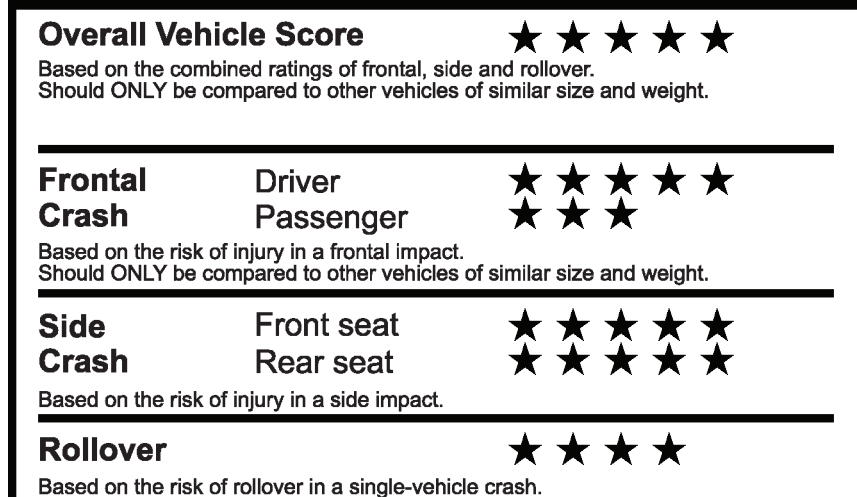 Overall Vehicle Score ★ ★ ★ ★ ★
Based on the combined ratings of frontal, side and rollover.
Should ONLY be compared to other vehicles of similar size and weight.
Frontal Driver ★ ★ ★ ★ ★
Crash Passenger ★ ★ ★
Based on the risk of injury in a frontal impact.
Should ONLY be compared to other vehicles of similar size and weight.
Side Front seat ★ ★ ★ ★ ★
Crash Rear seat ★ ★ ★ ★ ★
Based on the risk of injury in a side impact.
Rollover ★ ★ ★ ★
Based on the risk of rollover in a single-vehicle crash.